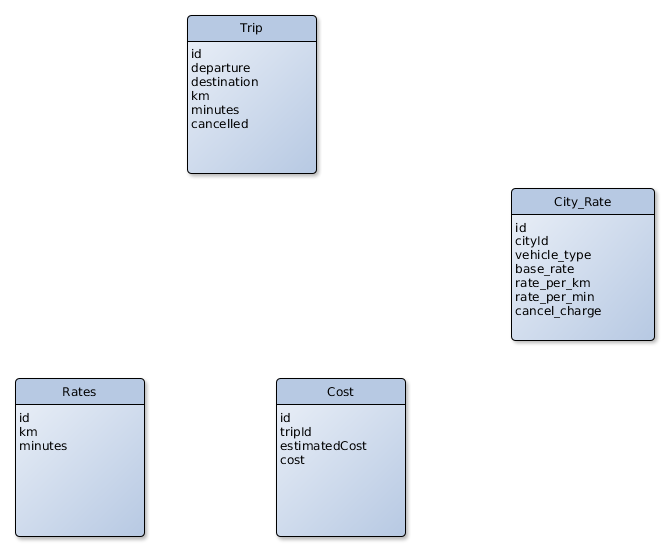 Trip
id
departure
destination
km
minutes
cancelled
City_Rate
id
cityId
vehicle_type
base_rate
rate_per_km
rate_per_min
cancel_charge
Rates
id
km
minutes
Cost
id
tripId
estimatedCost
cost